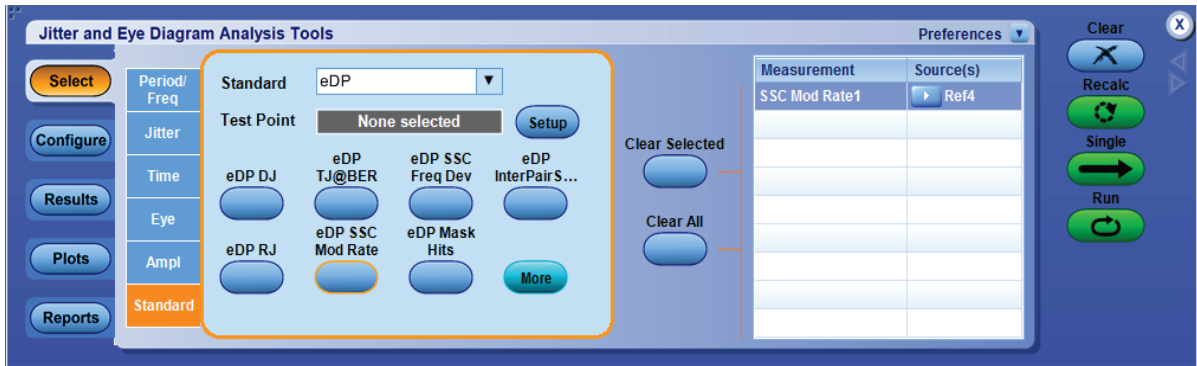 Jitter and Eye Diagram Analysis Tools
Preferences
Clear
X
Select
Configure
Results
Plots
Reports
Period/
Freq
Jitter
Time
Eye
Ampl
Standard
Standard
eDP
Test Point
None selected
Setup
eDP DJ
eDP
TJ@BER
eDP SSC
Freq Dev
eDP
InterPairS...
eDP RJ
eDP SSC
Mod Rate
eDP Mask
Hits
More
Clear Selected
Clear All
Measurement
Source(s)
SSC Mod Rate1
Ref4
Recalc
Single
Run